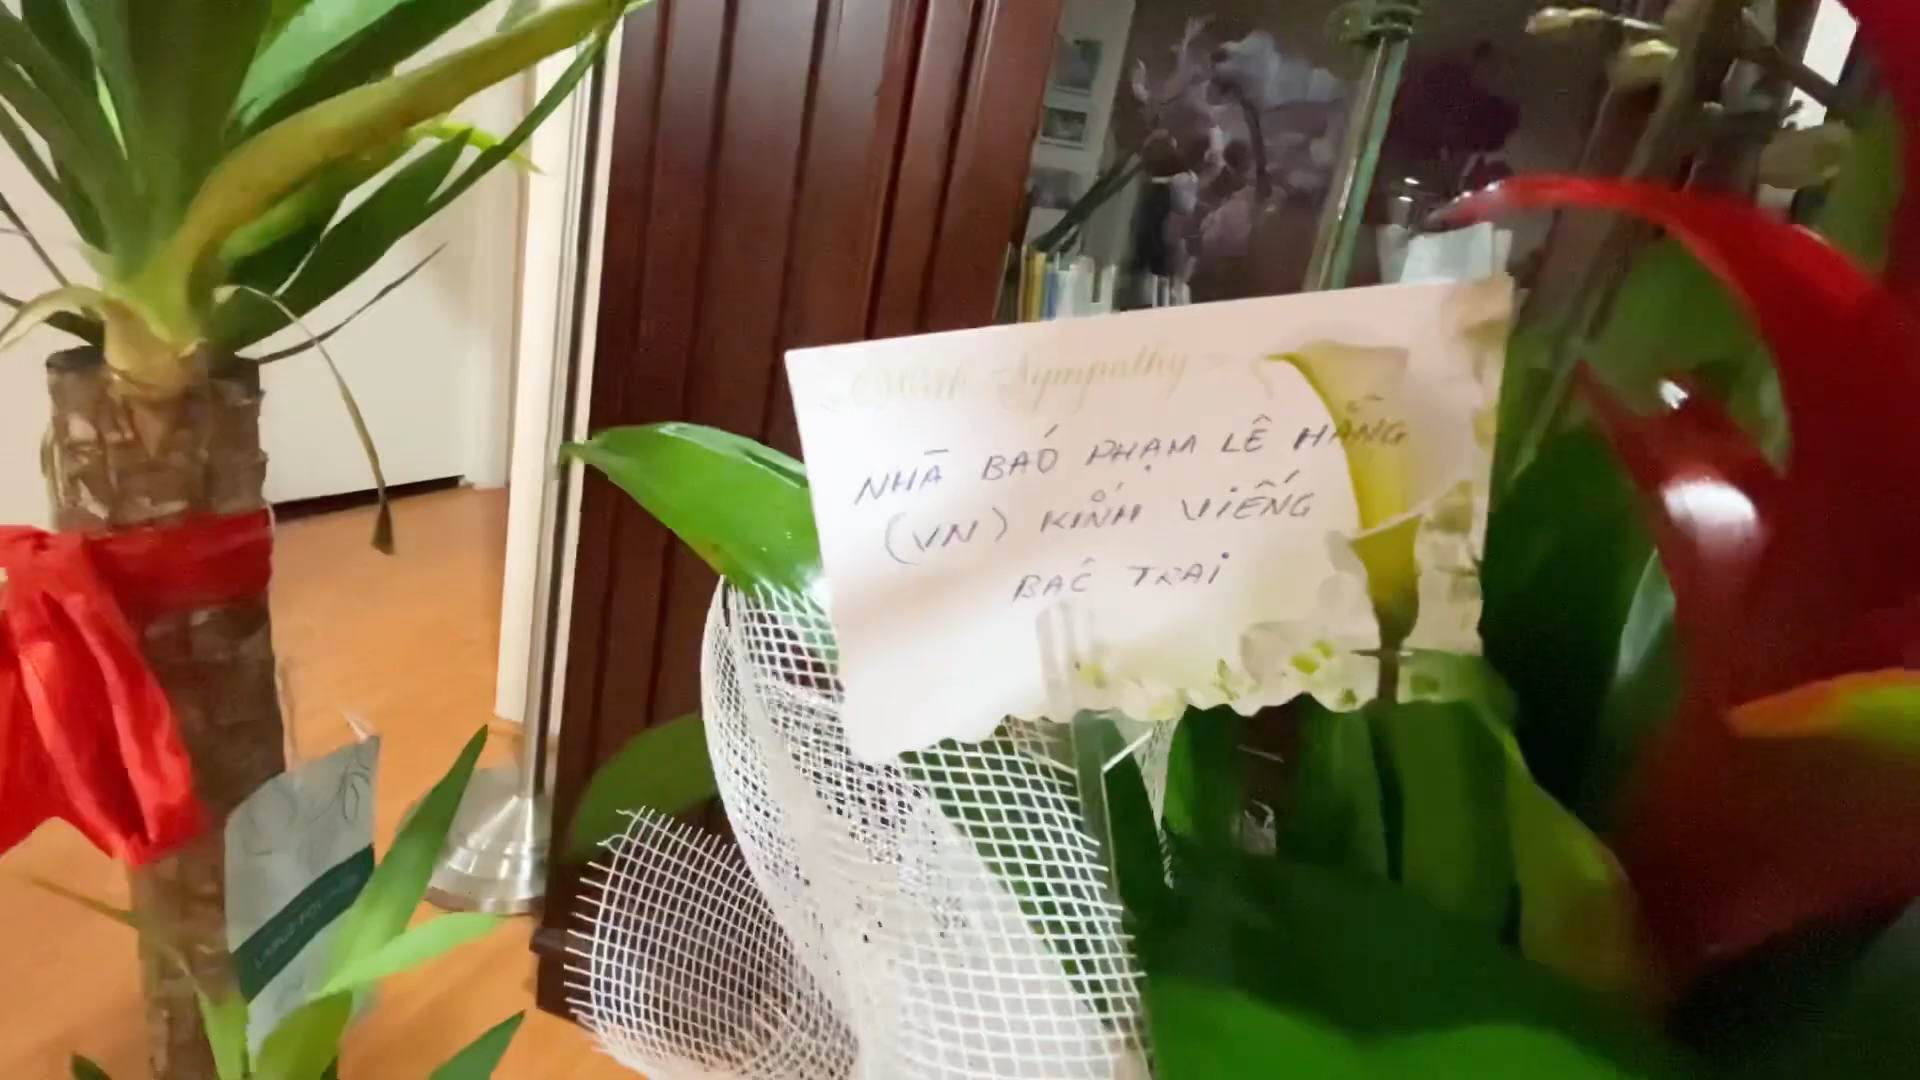 With Sympathy
NHÀ BÁO PHẠM LÊ HẰNG
(VN) KÍNH VIẾNG
BÁC TRAI